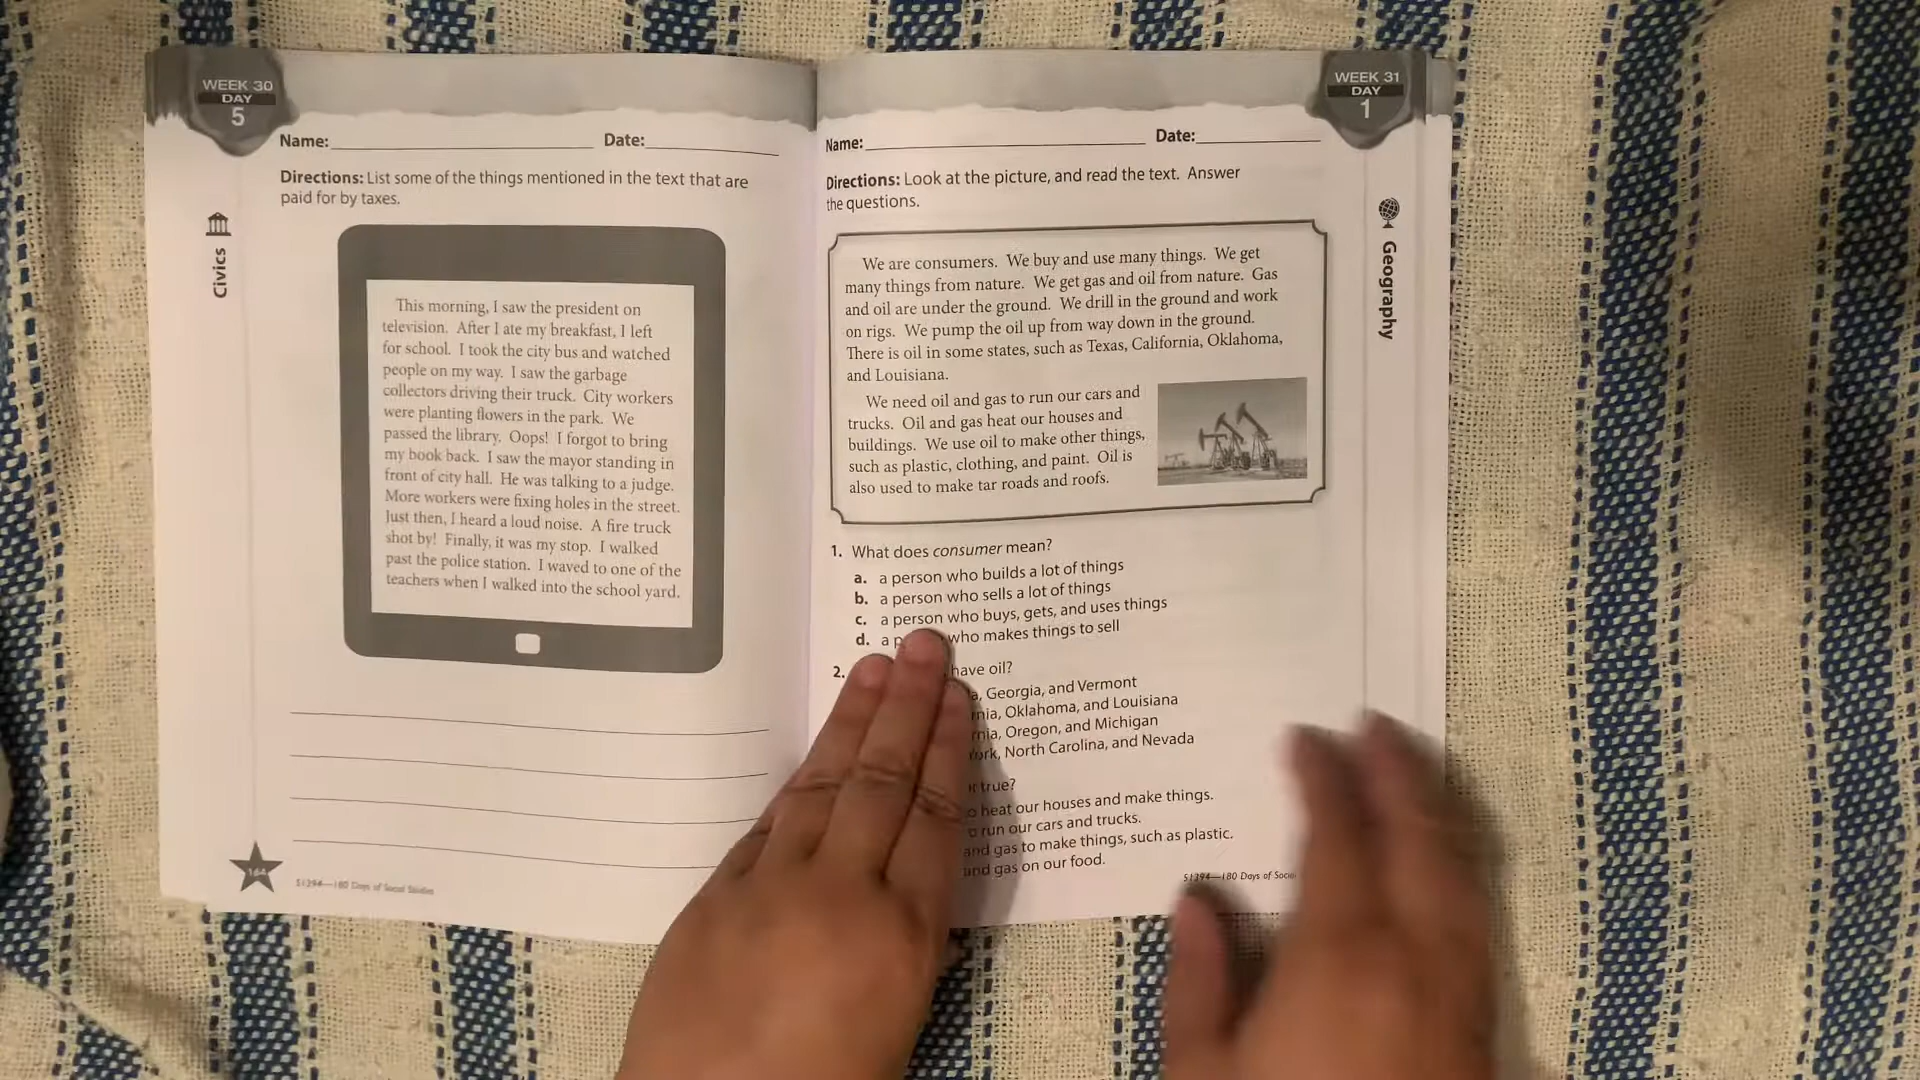 WEEK 30
DAY
5
Name: Date:
Directions: List some of the things mentioned in the text that are
paid for by taxes.
Civics
This morning, I saw the president on
television. After I ate my breakfast, I left
for school. I took the city bus and watched
people on my way. I saw the garbage
collectors driving their truck. City workers
were planting flowers in the park. We
passed the library. Oops! I forgot to bring
my book back. I saw the mayor standing in
front of city hall. He was talking to a judge.
More workers were fixing holes in the street.
Just then, I heard a loud noise. A fire truck
shot by! Finally, it was my stop. I walked
past the police station. I waved to one of the
teachers when I walked into the school yard.
164
51394—180 Days of Social Studies
WEEK 31
DAY
1
Name: Date:
Directions: Look at the picture, and read the text. Answer
the questions.
Geography
We are consumers. We buy and use many things. We get
many things from nature. We get gas and oil from nature. Gas
and oil are under the ground. We drill in the ground and work
on rigs. We pump the oil up from way down in the ground.
There is oil in some states, such as Texas, California, Oklahoma,
and Louisiana.
We need oil and gas to run our cars and
trucks. Oil and gas heat our houses and
buildings. We use oil to make other things,
such as plastic, clothing, and paint. Oil is
also used to make tar roads and roofs.
1. What does consumer mean?
a. a person who builds a lot of things
b. a person who sells a lot of things
c. a person who buys, gets, and uses things
d. a who makes things to sell
2. have oil?
Georgia, and Vermont
Oklahoma, and Louisiana
Oregon, and Michigan
North Carolina, and Nevada
true?
heat our houses and make things.
run our cars and trucks.
and gas to make things, such as plastic.
and gas on our food.
51394—180 Days of